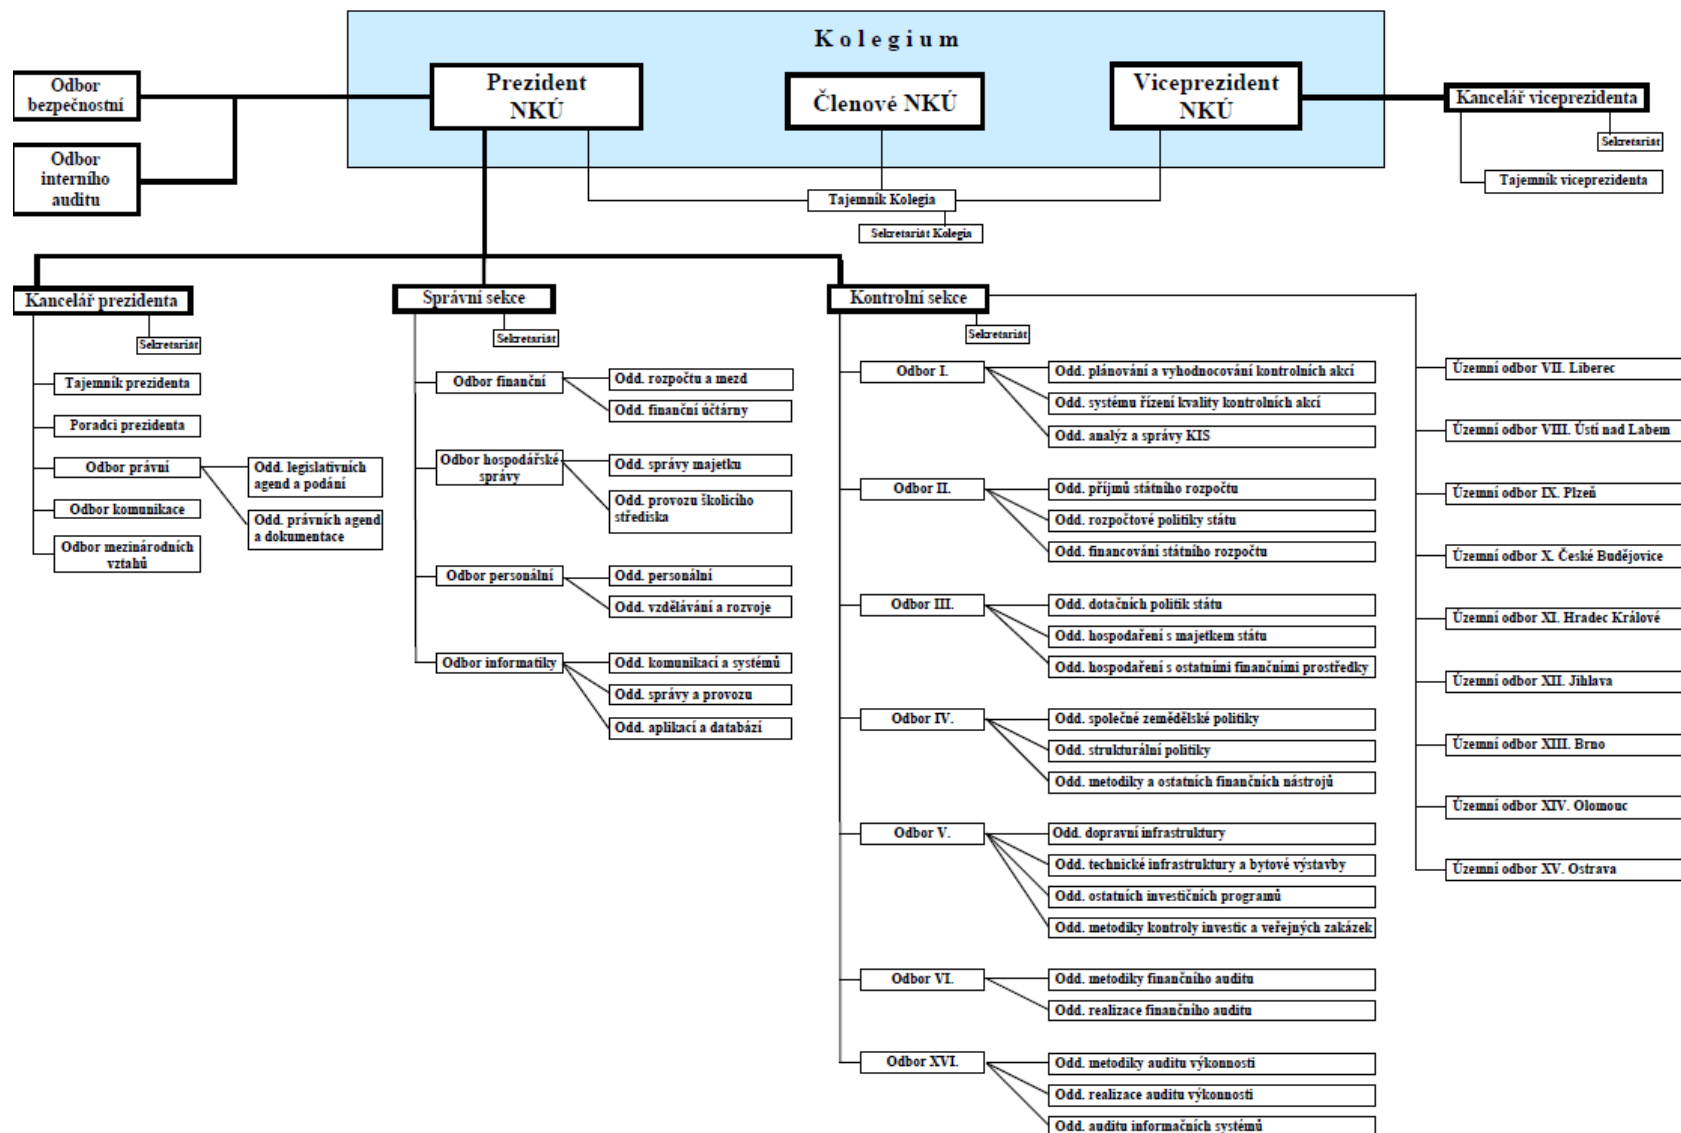 Kolegium
Prezident
NKÚ
Členové NKÚ
Viceprezident
NKÚ
Odbor
bezpečnostní
Odbor
interního
auditu
Kancelář viceprezidenta
Sekretariát
Tajemník viceprezidenta
Tajemník Kolegia
Sekretariát Kolegia
Kancelář prezidenta
Sekretariát
Tajemník prezidenta
Poradci prezidenta
Odbor právní
Odd. legislativních
agend a podání
Odd. právních agend
a dokumentace
Odbor komunikace
Odbor mezinárodních
vztahů
Správní sekce
Sekretariát
Odbor finanční
Odd. rozpočtu a mezd
Odd. finanční účtárny
Odbor hospodářské
správy
Odd. správy majetku
Odd. provozu školicího
střediska
Odbor personální
Odd. personální
Odd. vzdělávání a rozvoje
Odbor informatiky
Odd. komunikací a systémů
Odd. správy a provozu
Odd. aplikací a databází
Kontrolní sekce
Sekretariát
Odbor I.
Odd. plánování a vyhodnocování kontrolních akcí
Odd. systému řízení kvality kontrolních akcí
Odd. analýz a správy KIS
Odbor II.
Odd. příjmů státního rozpočtu
Odd. rozpočtové politiky státu
Odd. financování státního rozpočtu
Odbor III.
Odd. dotačních politik státu
Odd. hospodaření s majetkem státu
Odd. hospodaření s ostatními finančními prostředky
Odbor IV.
Odd. společné zemědělské politiky
Odd. strukturální politiky
Odd. metodiky a ostatních finančních nástrojů
Odbor V.
Odd. dopravní infrastruktury
Odd. technické infrastruktury a bytové výstavby
Odd. ostatních investičních programů
Odd. metodiky kontroly investic a veřejných zakázek
Odbor VI.
Odd. metodiky finančního auditu
Odd. realizace finančního auditu
Odbor XVI.
Odd. metodiky auditu výkonnosti
Odd. realizace auditu výkonnosti
Odd. auditu informačních systémů
Územní odbor VII. Liberec
Územní odbor VIII. Ústí nad Labem
Územní odbor IX. Plzeň
Územní odbor X. České Budějovice
Územní odbor XI. Hradec Králové
Územní odbor XII. Jihlava
Územní odbor XIII. Brno
Územní odbor XIV. Olomouc
Územní odbor XV. Ostrava